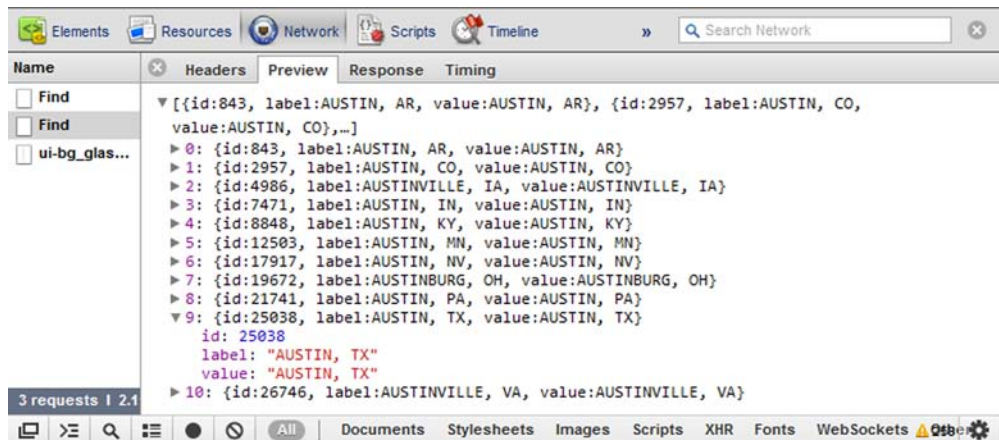 Elements Resources Network Scripts Timeline » Search Network
Name Headers Preview Response Timing
Find
Find
ui-bg_glas...
▼[{id:843, label:AUSTIN, AR, value:AUSTIN, AR}, {id:2957, label:AUSTIN, CO,
value:AUSTIN, CO},…]
▶0: {id:843, label:AUSTIN, AR, value:AUSTIN, AR}
▶1: {id:2957, label:AUSTIN, CO, value:AUSTIN, CO}
▶2: {id:4986, label:AUSTINVILLE, IA, value:AUSTINVILLE, IA}
▶3: {id:7471, label:AUSTIN, IN, value:AUSTIN, IN}
▶4: {id:8848, label:AUSTIN, KY, value:AUSTIN, KY}
▶5: {id:12503, label:AUSTIN, MN, value:AUSTIN, MN}
▶6: {id:17917, label:AUSTIN, NV, value:AUSTIN, NV}
▶7: {id:19672, label:AUSTINBURG, OH, value:AUSTINBURG, OH}
▶8: {id:21741, label:AUSTIN, PA, value:AUSTIN, PA}
▼9: {id:25038, label:AUSTIN, TX, value:AUSTIN, TX}
id: 25038
label: "AUSTIN, TX"
value: "AUSTIN, TX"
▶10: {id:26746, label:AUSTINVILLE, VA, value:AUSTINVILLE, VA}
3 requests | 2.1
All Documents Stylesheets Images Scripts XHR Fonts WebSockets